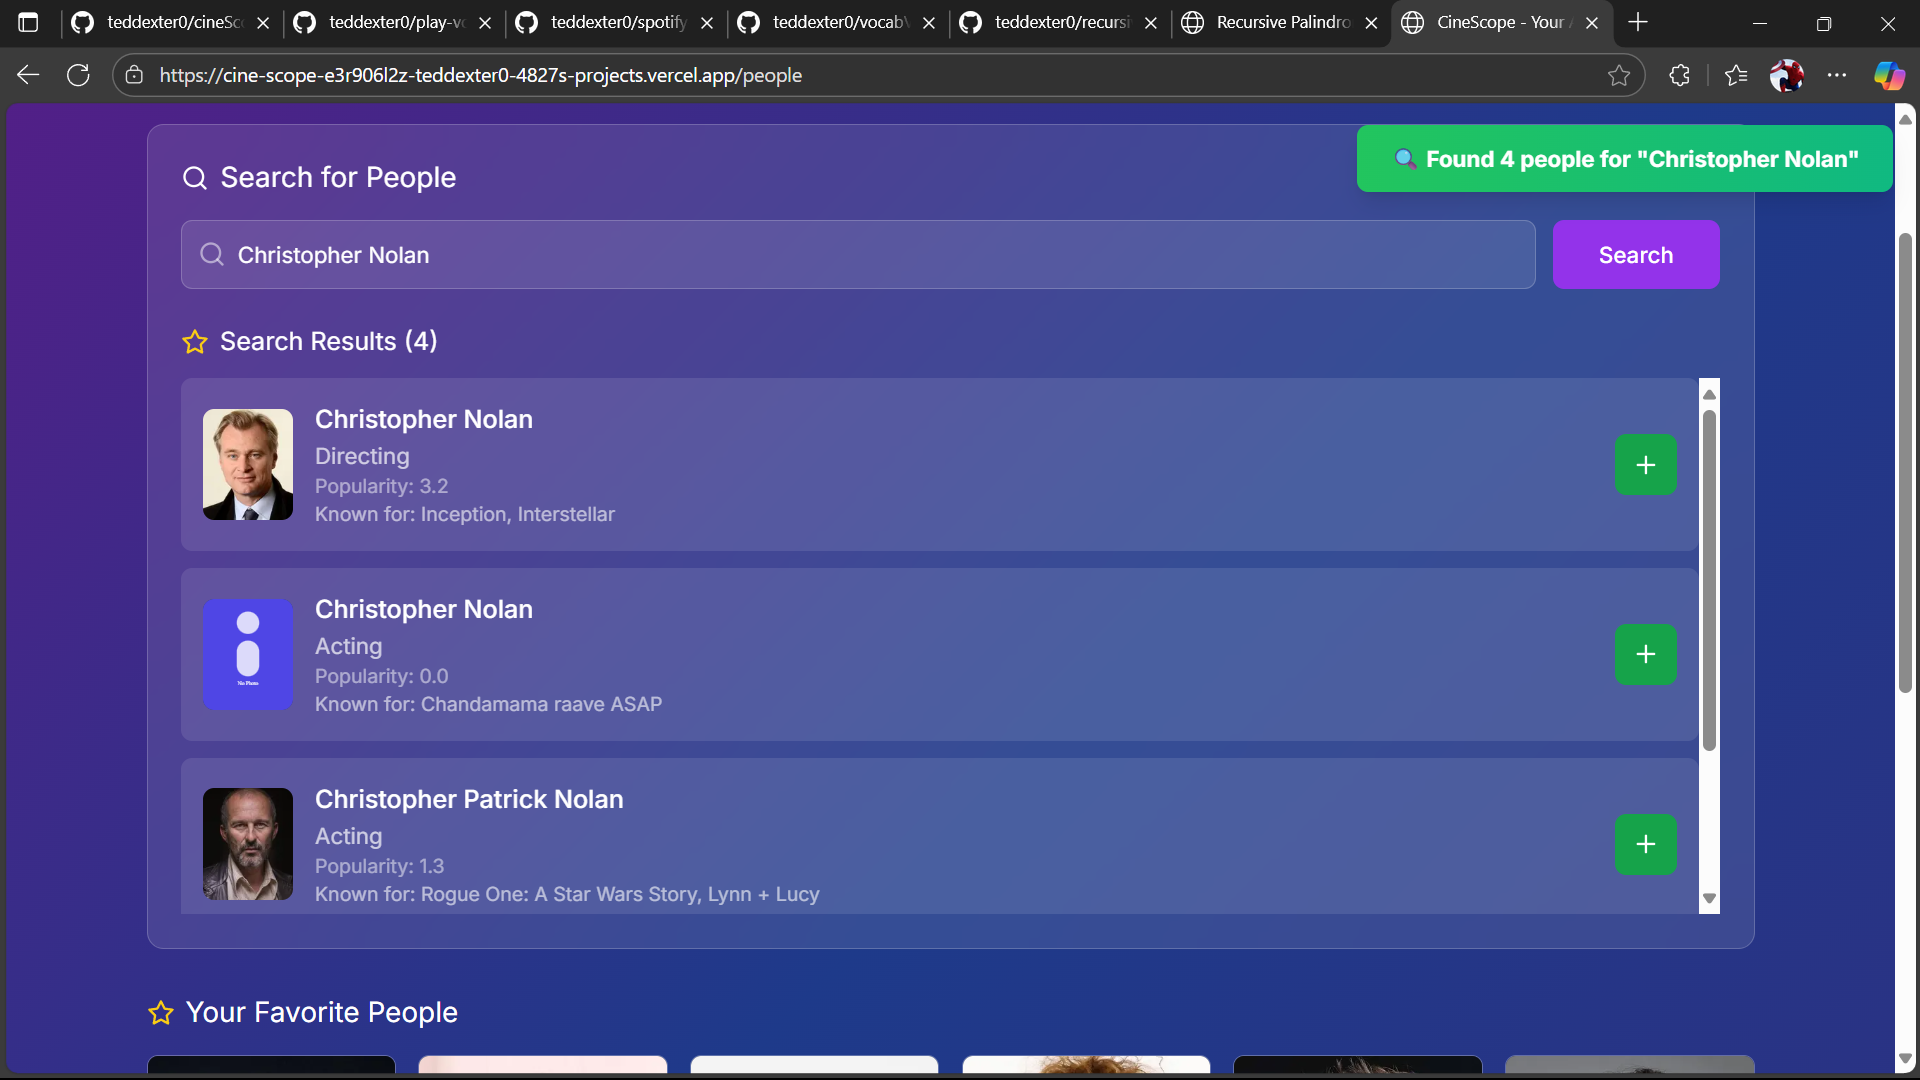 teddexter0/cineSc
teddexter0/play-vo
teddexter0/spotify
teddexter0/vocabV
teddexter0/recursi
Recursive Palindro
CineScope - Your A
https://cine-scope-e3r906l2z-teddexter0-4827s-projects.vercel.app/people
Search for People
Found 4 people for "Christopher Nolan"
Christopher Nolan
Search
Search Results (4)
Christopher Nolan
Directing
Popularity: 3.2
Known for: Inception, Interstellar
Christopher Nolan
Acting
Popularity: 0.0
No Photo
Known for: Chandamama raave ASAP
Christopher Patrick Nolan
Acting
Popularity: 1.3
Known for: Rogue One: A Star Wars Story, Lynn + Lucy
Your Favorite People